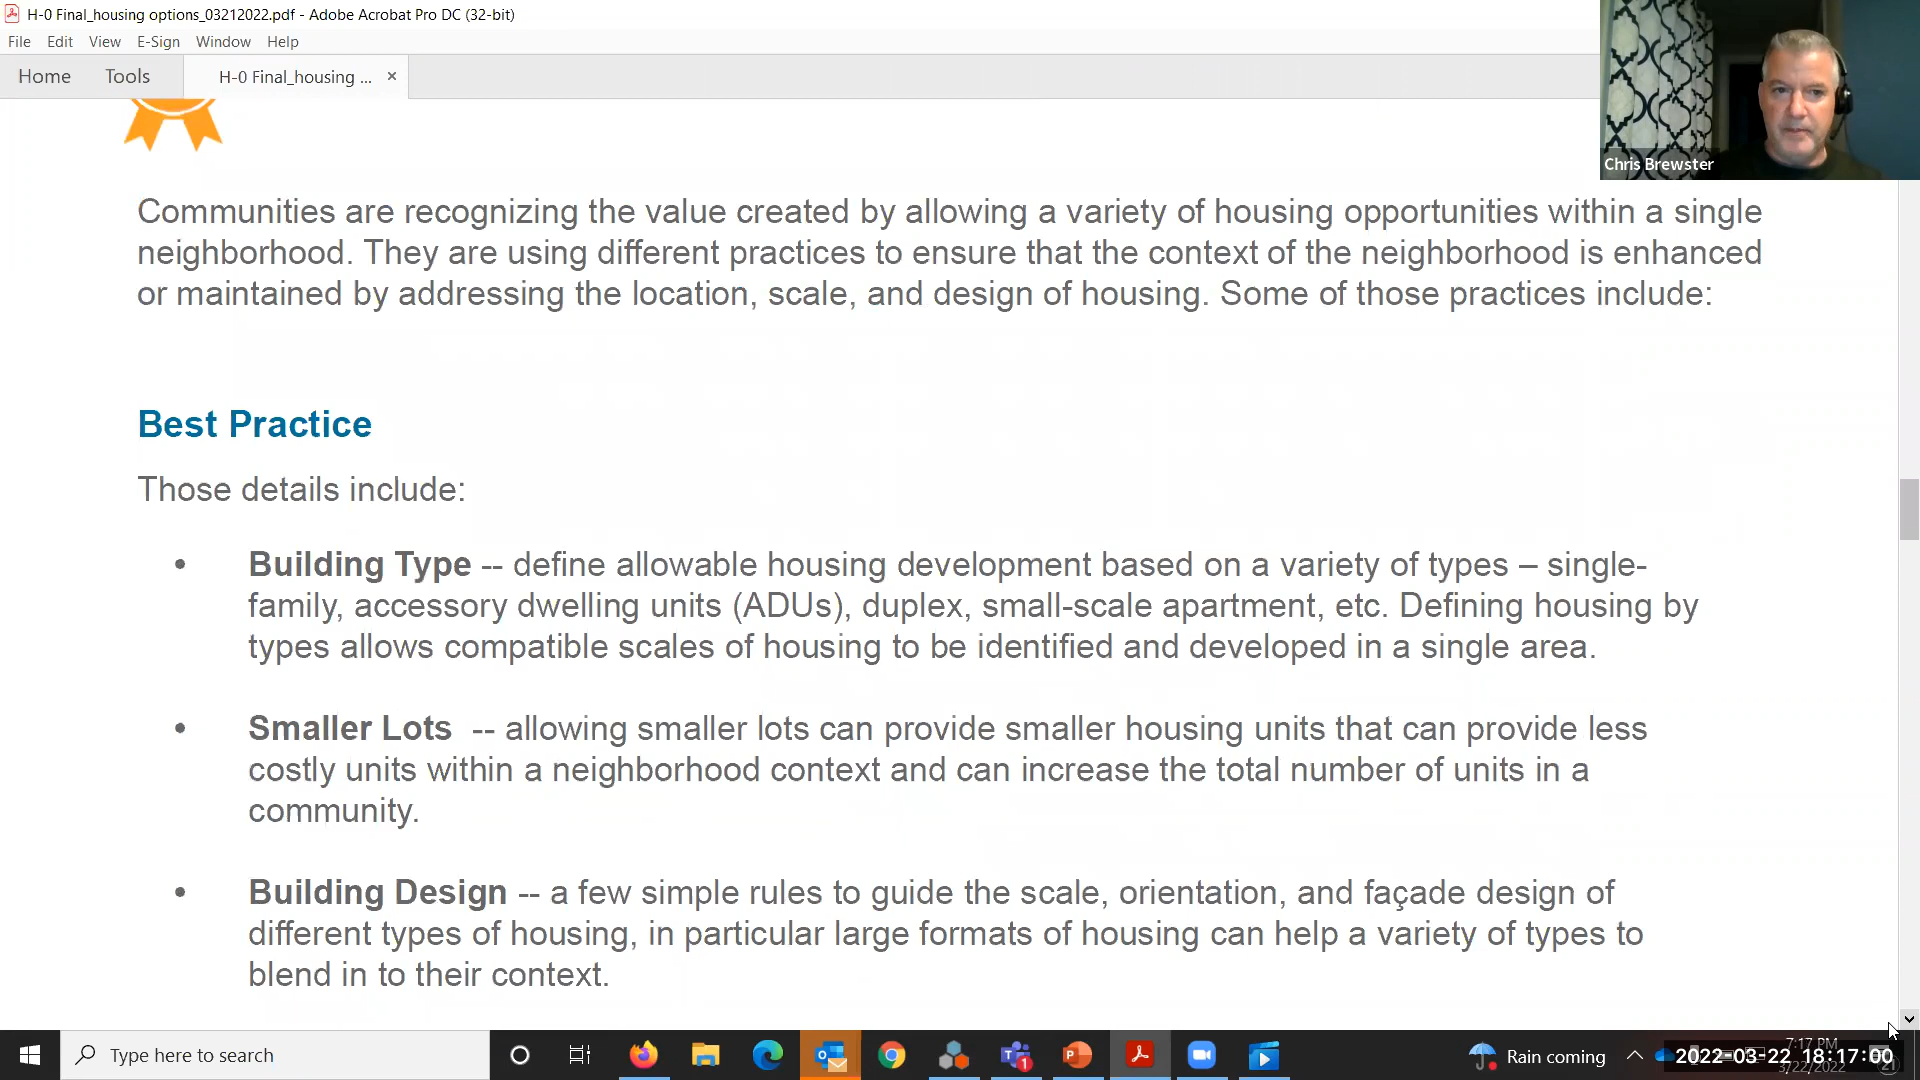 H-0 Final_housing options_03212022.pdf - Adobe Acrobat Pro DC (32-bit)
File Edit View E-Sign Window Help
Home Tools H-0 Final_housing ... ×
Chris Brewster
Communities are recognizing the value created by allowing a variety of housing opportunities within a single
neighborhood. They are using different practices to ensure that the context of the neighborhood is enhanced
or maintained by addressing the location, scale, and design of housing. Some of those practices include:
Best Practice
Those details include:
• Building Type -- define allowable housing development based on a variety of types – single-
family, accessory dwelling units (ADUs), duplex, small-scale apartment, etc. Defining housing by
types allows compatible scales of housing to be identified and developed in a single area.
• Smaller Lots -- allowing smaller lots can provide smaller housing units that can provide less
costly units within a neighborhood context and can increase the total number of units in a
community.
• Building Design -- a few simple rules to guide the scale, orientation, and façade design of
different types of housing, in particular large formats of housing can help a variety of types to
blend in to their context.
Type here to search
Rain coming
7:17 PM
2022-03-22 18:17:00
3/22/2022
21